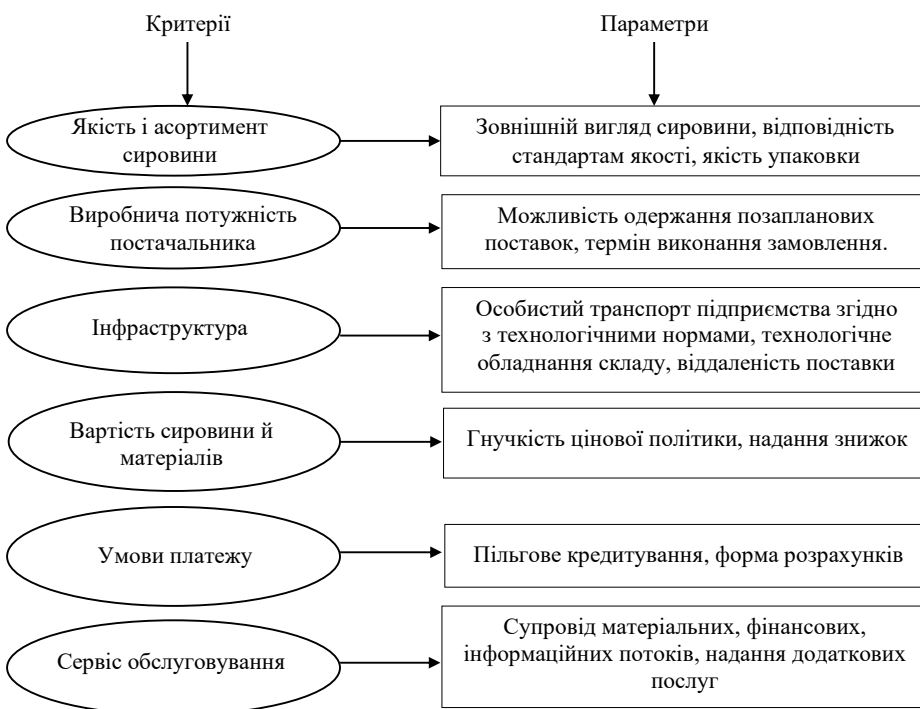 Критерії
Параметри
Якість і асортимент
сировини
Зовнішній вигляд сировини, відповідність
стандартам якості, якість упаковки
Виробнича потужність
постачальника
Можливість одержання позапланових
поставок, термін виконання замовлення.
Інфраструктура
Особистий транспорт підприємства згідно
з технологічними нормами, технологічне
обладнання складу, віддаленість поставки
Вартість сировини й
матеріалів
Гнучкість цінової політики, надання знижок
Умови платежу
Пільгове кредитування, форма розрахунків
Сервіс обслуговування
Супровід матеріальних, фінансових,
інформаційних потоків, надання додаткових
послуг